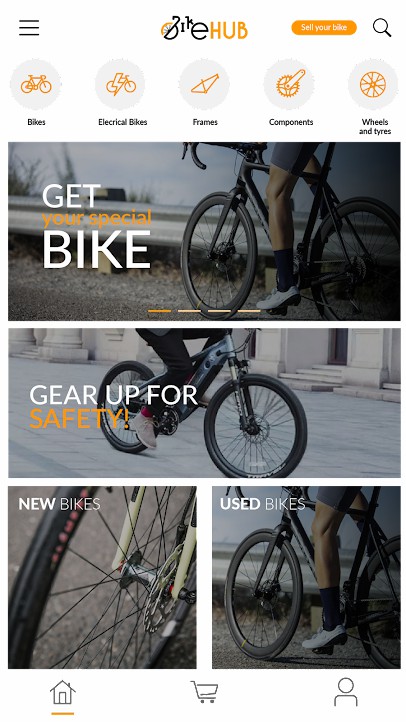 BikeHUB
Sell your bike
Bikes
Elecrical Bikes
Frames
Components
Wheels
and tyres
GET
your special
BIKE
GEAR UP FOR
SAFETY!
NEW BIKES
USED BIKES